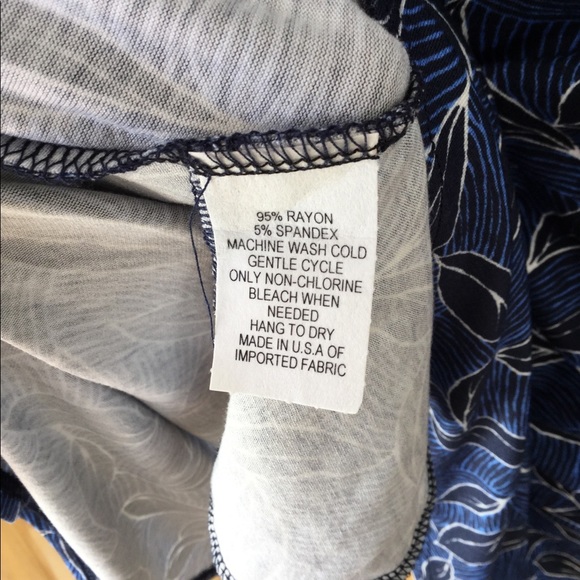 95% RAYON
5% SPANDEX
MACHINE WASH COLD
GENTLE CYCLE
ONLY NON-CHLORINE
BLEACH WHEN
NEEDED
HANG TO DRY
MADE IN U.S.A OF
IMPORTED FABRIC